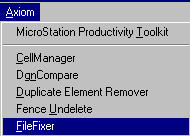 Axiom
MicroStation Productivity Toolkit
CellManager
DgnCompare
Duplicate Element Remover
Fence Undelete
FileFixer